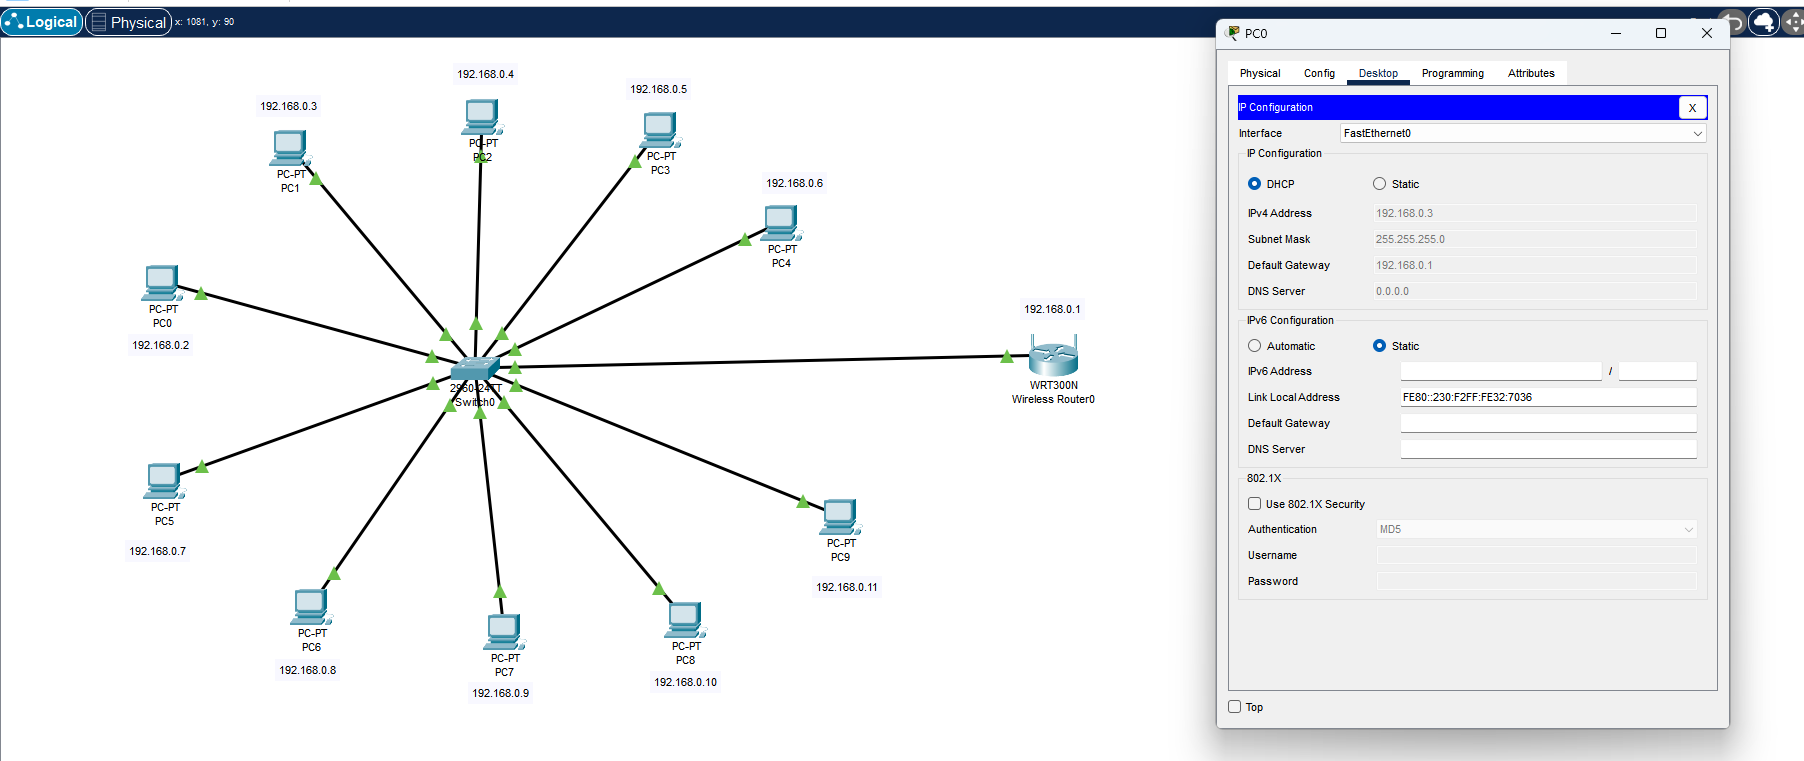 Logical
Physical
x: 1081, y: 90
192.168.0.4
192.168.0.5
192.168.0.3
PC-PT
PC2
PC-PT
PC3
PC-PT
PC1
192.168.0.6
PC-PT
PC4
PC-PT
PC0
192.168.0.2
192.168.0.1
WRT300N
Wireless Router0
2960-24TT
Switch0
PC-PT
PC5
192.168.0.7
PC-PT
PC9
192.168.0.11
PC-PT
PC6
192.168.0.8
PC-PT
PC7
192.168.0.9
PC-PT
PC8
192.168.0.10
PC0
Physical Config Desktop Programming Attributes
IP Configuration X
Interface FastEthernet0
IP Configuration
DHCP Static
IPv4 Address 192.168.0.3
Subnet Mask 255.255.255.0
Default Gateway 192.168.0.1
DNS Server 0.0.0.0
IPv6 Configuration
Automatic Static
IPv6 Address /
Link Local Address FE80::230:F2FF:FE32:7036
Default Gateway
DNS Server
802.1X
Use 802.1X Security
Authentication MD5
Username
Password
Top